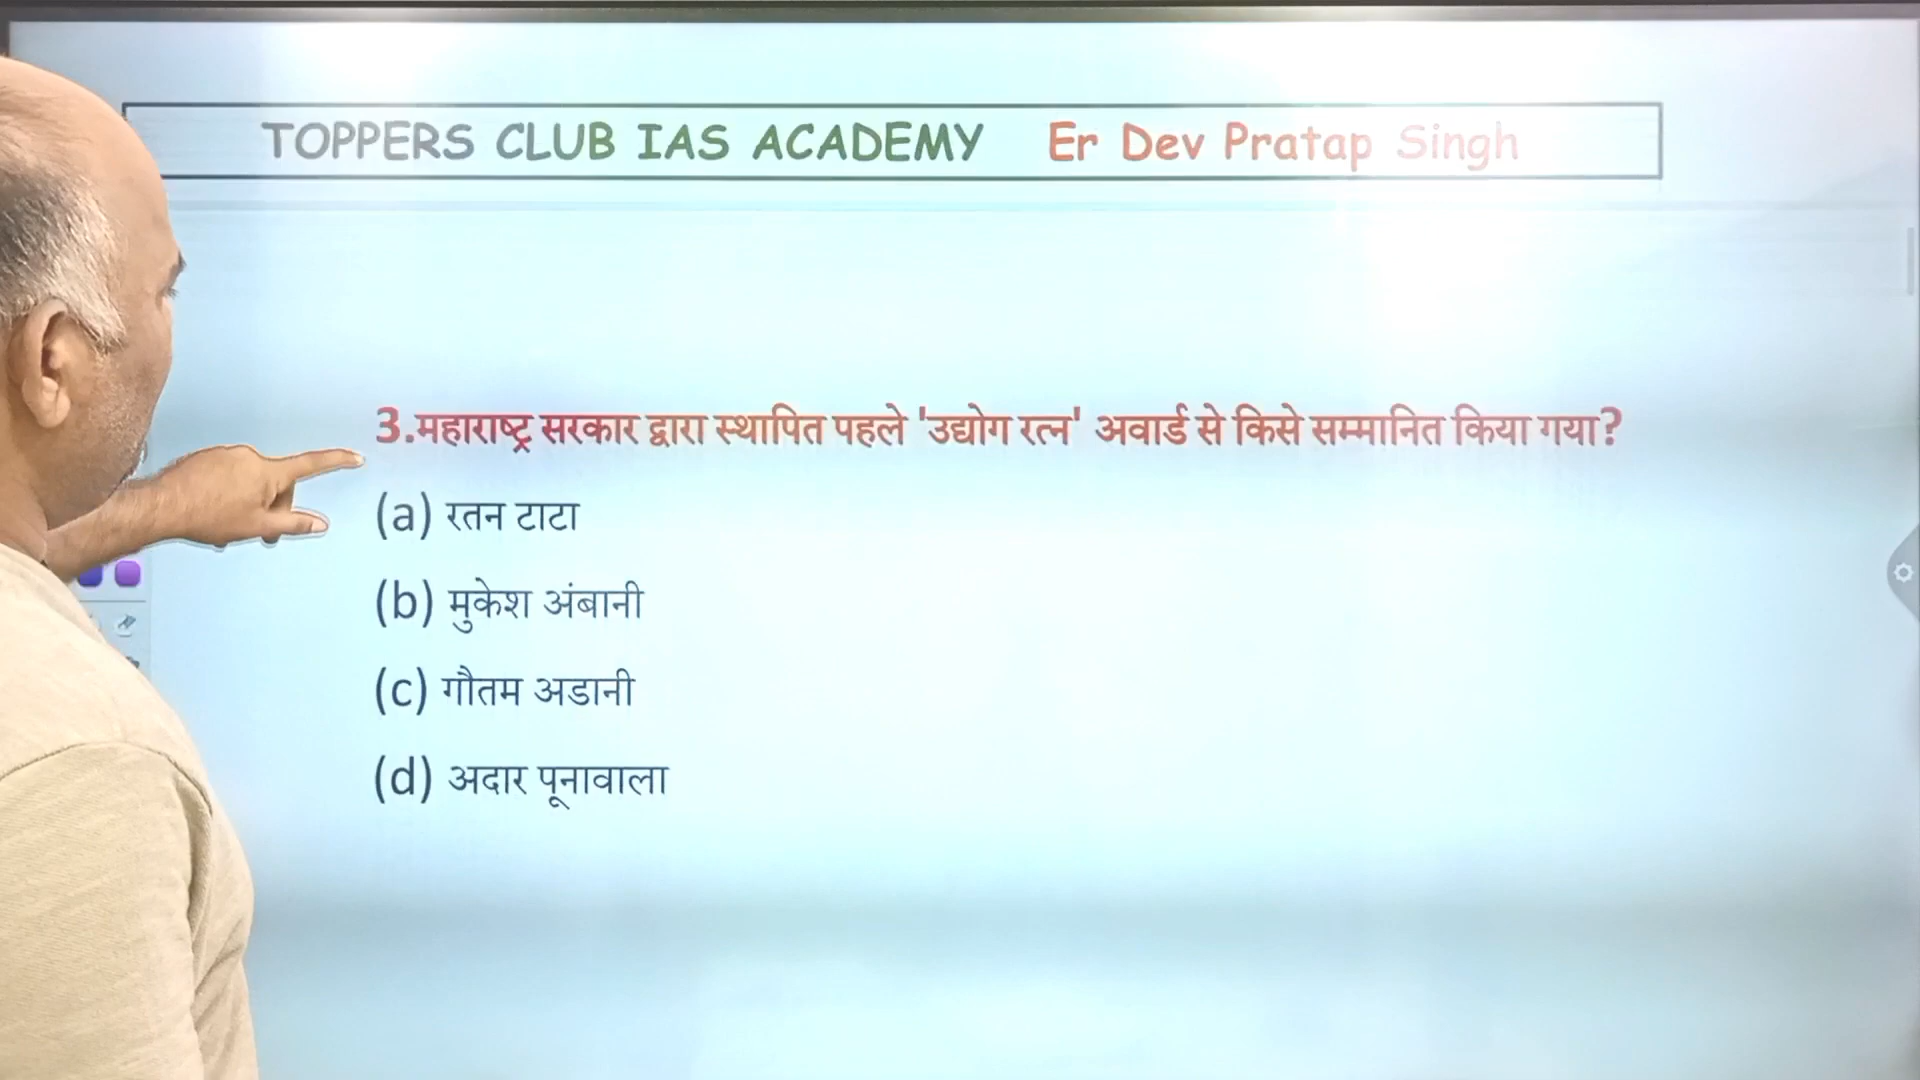 TOPPERS CLUB IAS ACADEMY Er Dev Pratap Singh
3.महाराष्ट्र सरकार द्वारा स्थापित पहले 'उद्योग रत्न' अवार्ड से किसे सम्मानित किया गया?
(a) रतन टाटा
(b) मुकेश अंबानी
(c) गौतम अडानी
(d) अदार पूनावाला